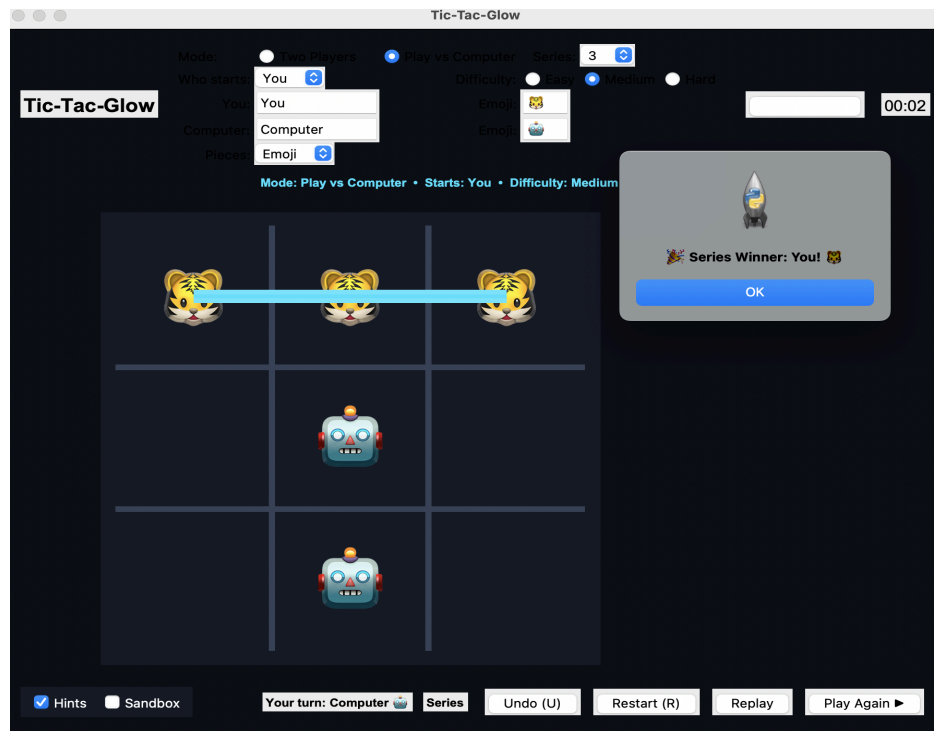 Tic-Tac-Glow
Mode: Two Players Play vs Computer Series: 3
Who starts: You Difficulty: Easy Medium Hard
Tic-Tac-Glow You: You Emoji: 🐯 00:02
Computer: Computer Emoji: 🤖
Pieces: Emoji
Mode: Play vs Computer • Starts: You • Difficulty: Medium
🎉 Series Winner: You! 🐯
OK
Hints Sandbox Your turn: Computer 🤖 Series Undo (U) Restart (R) Replay Play Again ►